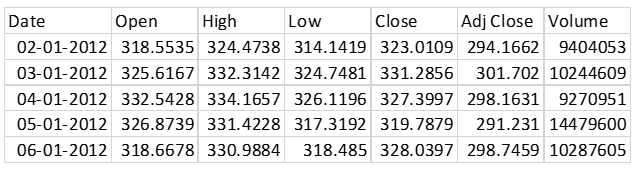 Date Open High Low Close Adj Close Volume
02-01-2012 318.5535 324.4738 314.1419 323.0109 294.1662 9404053
03-01-2012 325.6167 332.3142 324.7481 331.2856 301.702 10244609
04-01-2012 332.5428 334.1657 326.1196 327.3997 298.1631 9270951
05-01-2012 326.8739 331.4228 317.3192 319.7879 291.231 14479600
06-01-2012 318.6678 330.9884 318.485 328.0397 298.7459 10287605